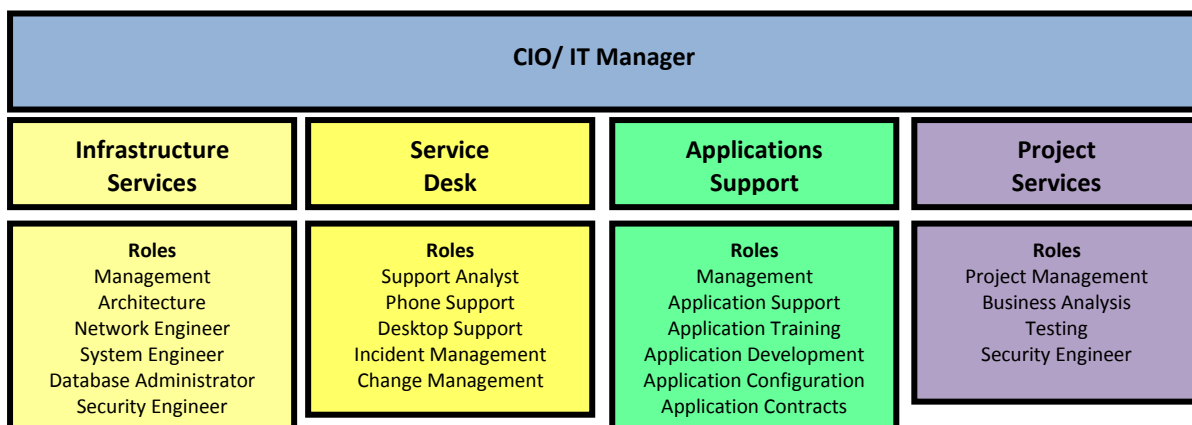 CIO/ IT Manager
Infrastructure
Services
Service
Desk
Applications
Support
Project
Services
Roles
Management
Architecture
Network Engineer
System Engineer
Database Administrator
Security Engineer
Roles
Support Analyst
Phone Support
Desktop Support
Incident Management
Change Management
Roles
Management
Application Support
Application Training
Application Development
Application Configuration
Application Contracts
Roles
Project Management
Business Analysis
Testing
Security Engineer